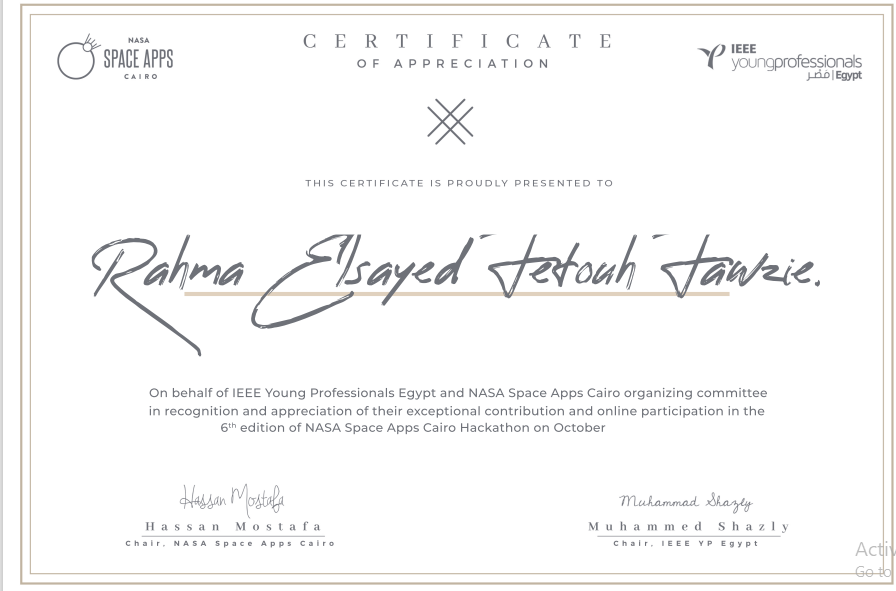 NASA
SPACE APPS
CAIRO
CERTIFICATE
OF APPRECIATION
IEEE
youngprofessionals
مصر | Egypt
THIS CERTIFICATE IS PROUDLY PRESENTED TO
Rahma Elsayed Fetouh Fawzie.
On behalf of IEEE Young Professionals Egypt and NASA Space Apps Cairo organizing committee
in recognition and appreciation of their exceptional contribution and online participation in the
6th edition of NASA Space Apps Cairo Hackathon on October
Hassan Mostafa
Hassan Mostafa
Chair, NASA Space Apps Cairo
Muhammad Shazly
Muhammed Shazly
Chair, IEEE YP Egypt
Activ
Go to